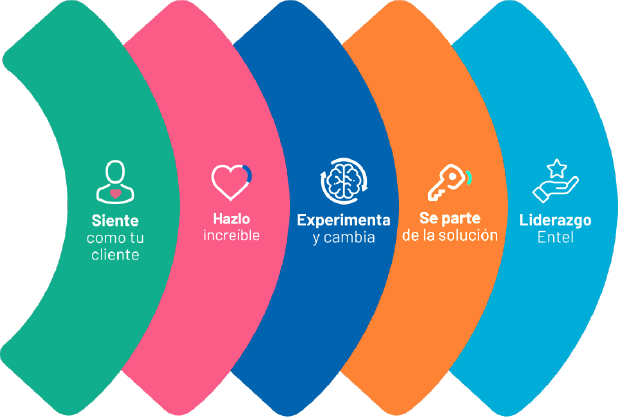 Siente
como tu
cliente
Hazlo
increíble
Experimenta
y cambia
Se parte
de la solución
Liderazgo
Entel